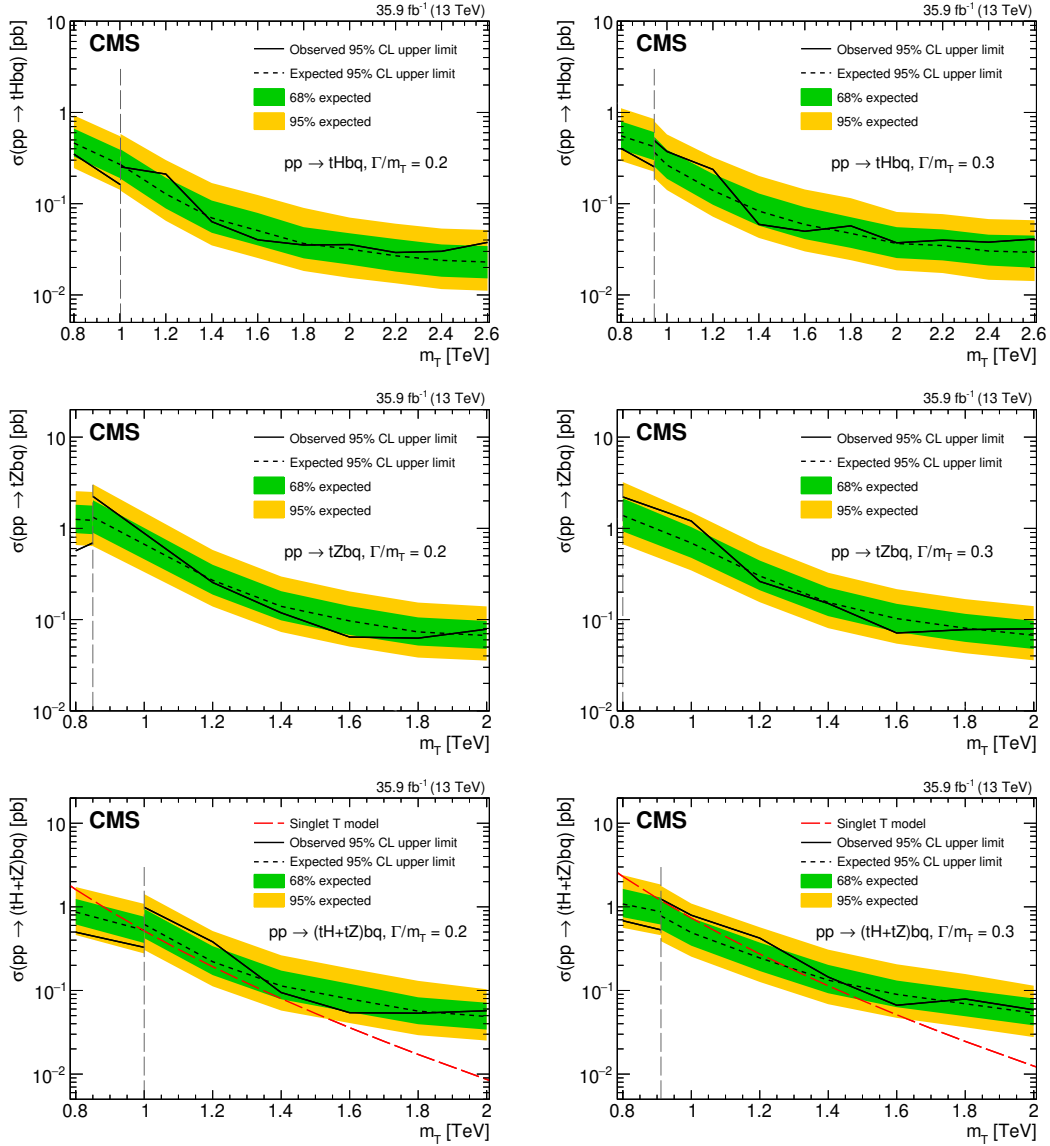 35.9 fb⁻¹ (13 TeV)
σ(pp → tHbq) [pb]
CMS
Observed 95% CL upper limit
Expected 95% CL upper limit
68% expected
95% expected
pp → tHbq, Γ/m_T = 0.2
10
1
10⁻¹
10⁻²
0.8 1 1.2 1.4 1.6 1.8 2 2.2 2.4 2.6
m_T [TeV]
35.9 fb⁻¹ (13 TeV)
σ(pp → tHbq) [pb]
CMS
Observed 95% CL upper limit
Expected 95% CL upper limit
68% expected
95% expected
pp → tHbq, Γ/m_T = 0.3
10
1
10⁻¹
10⁻²
0.8 1 1.2 1.4 1.6 1.8 2 2.2 2.4 2.6
m_T [TeV]
35.9 fb⁻¹ (13 TeV)
σ(pp → tZbq) [pb]
CMS
Observed 95% CL upper limit
Expected 95% CL upper limit
68% expected
95% expected
pp → tZbq, Γ/m_T = 0.2
10
1
10⁻¹
10⁻²
0.8 1 1.2 1.4 1.6 1.8 2
m_T [TeV]
35.9 fb⁻¹ (13 TeV)
σ(pp → tZbq) [pb]
CMS
Observed 95% CL upper limit
Expected 95% CL upper limit
68% expected
95% expected
pp → tZbq, Γ/m_T = 0.3
10
1
10⁻¹
10⁻²
0.8 1 1.2 1.4 1.6 1.8 2
m_T [TeV]
35.9 fb⁻¹ (13 TeV)
σ(pp → (tH+tZ)bq) [pb]
CMS
Singlet T model
Observed 95% CL upper limit
Expected 95% CL upper limit
68% expected
95% expected
pp → (tH+tZ)bq, Γ/m_T = 0.2
10
1
10⁻¹
10⁻²
0.8 1 1.2 1.4 1.6 1.8 2
m_T [TeV]
35.9 fb⁻¹ (13 TeV)
σ(pp → (tH+tZ)bq) [pb]
CMS
Singlet T model
Observed 95% CL upper limit
Expected 95% CL upper limit
68% expected
95% expected
pp → (tH+tZ)bq, Γ/m_T = 0.3
10
1
10⁻¹
10⁻²
0.8 1 1.2 1.4 1.6 1.8 2
m_T [TeV]